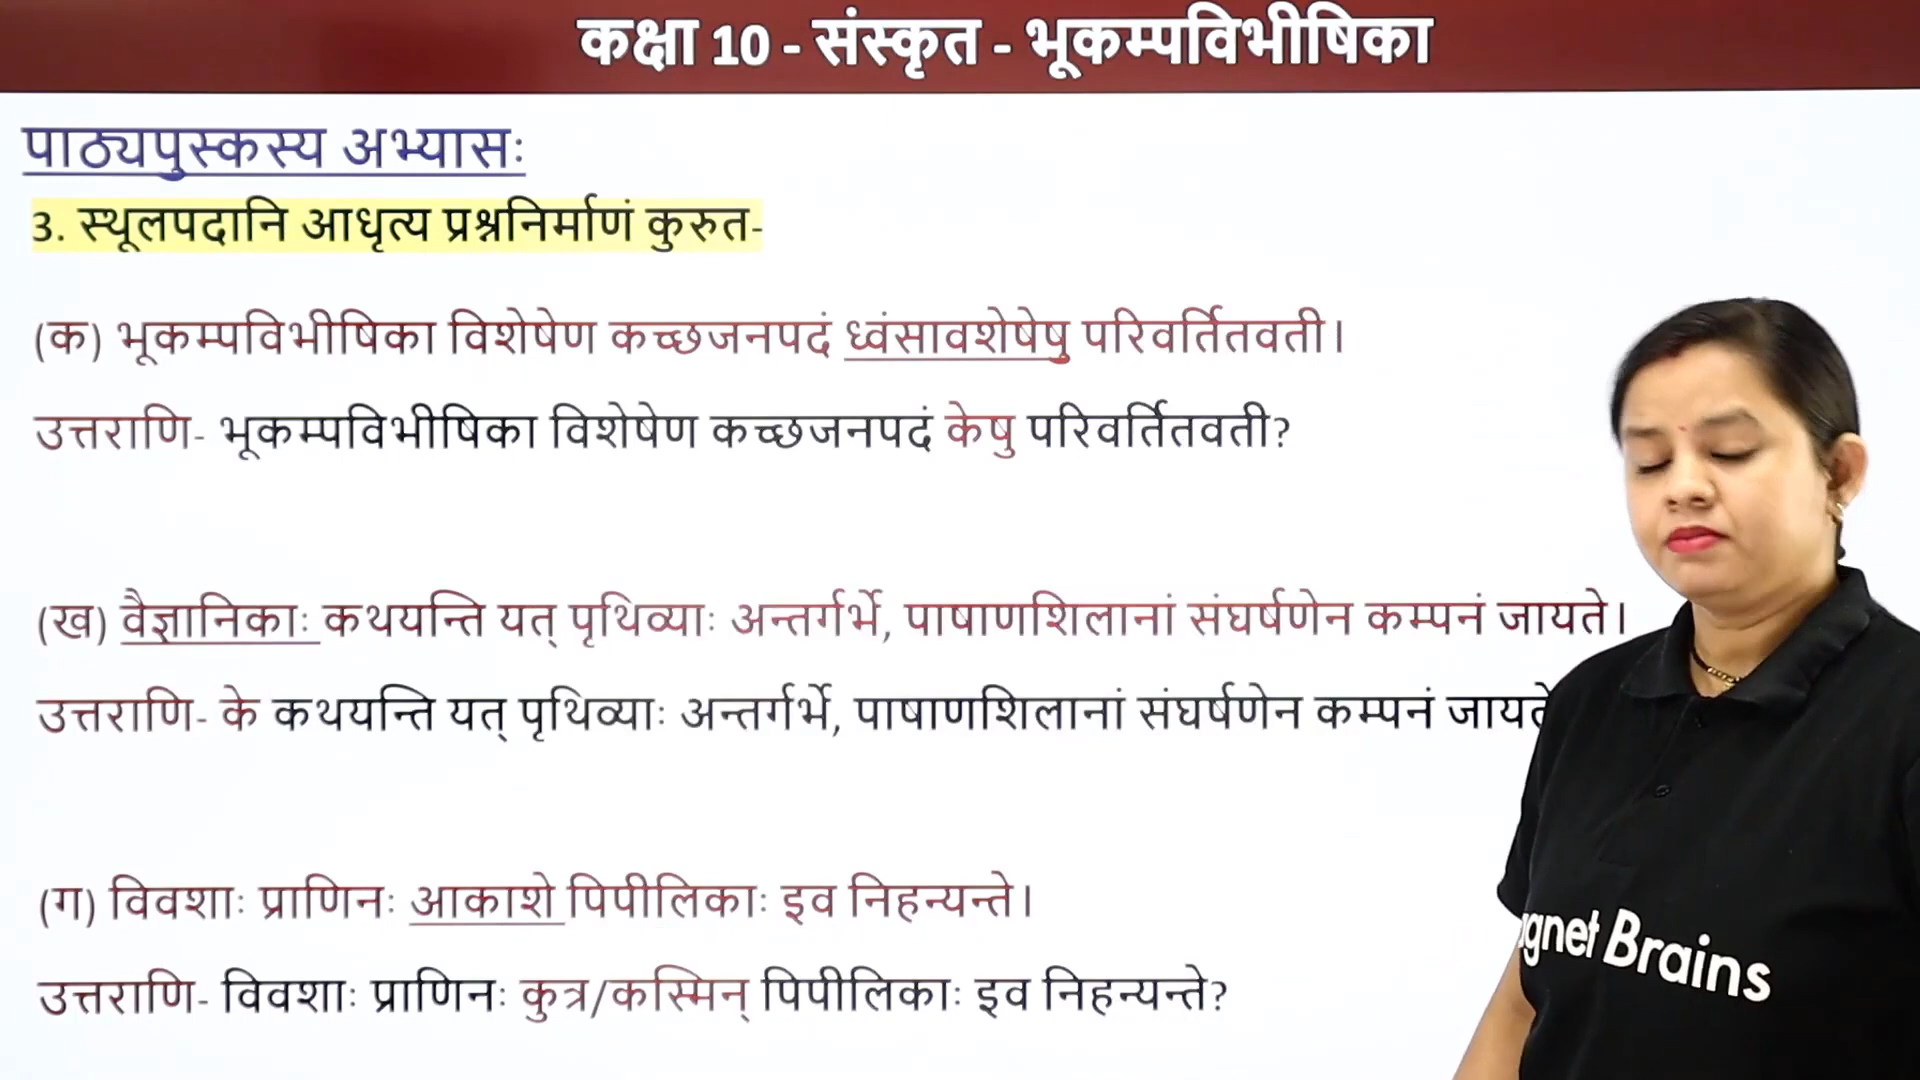 कक्षा 10 - संस्कृत - भूकम्पविभीषिका
पाठ्यपुस्कस्य अभ्यासः
3. स्थूलपदानि आधृत्य प्रश्ननिर्माणं कुरुत-
(क) भूकम्पविभीषिका विशेषेण कच्छजनपदं ध्वंसावशेषेषु परिवर्तितवती।
उत्तराणि- भूकम्पविभीषिका विशेषेण कच्छजनपदं केषु परिवर्तितवती?
(ख) वैज्ञानिकाः कथयन्ति यत् पृथिव्याः अन्तर्गर्भे, पाषाणशिलानां संघर्षणेन कम्पनं जायते।
उत्तराणि- के कथयन्ति यत् पृथिव्याः अन्तर्गर्भे, पाषाणशिलानां संघर्षणेन कम्पनं जायते
(ग) विवशाः प्राणिनः आकाशे पिपीलिकाः इव निहन्यन्ते।
उत्तराणि- विवशाः प्राणिनः कुत्र/कस्मिन् पिपीलिकाः इव निहन्यन्ते?
gnet Brains